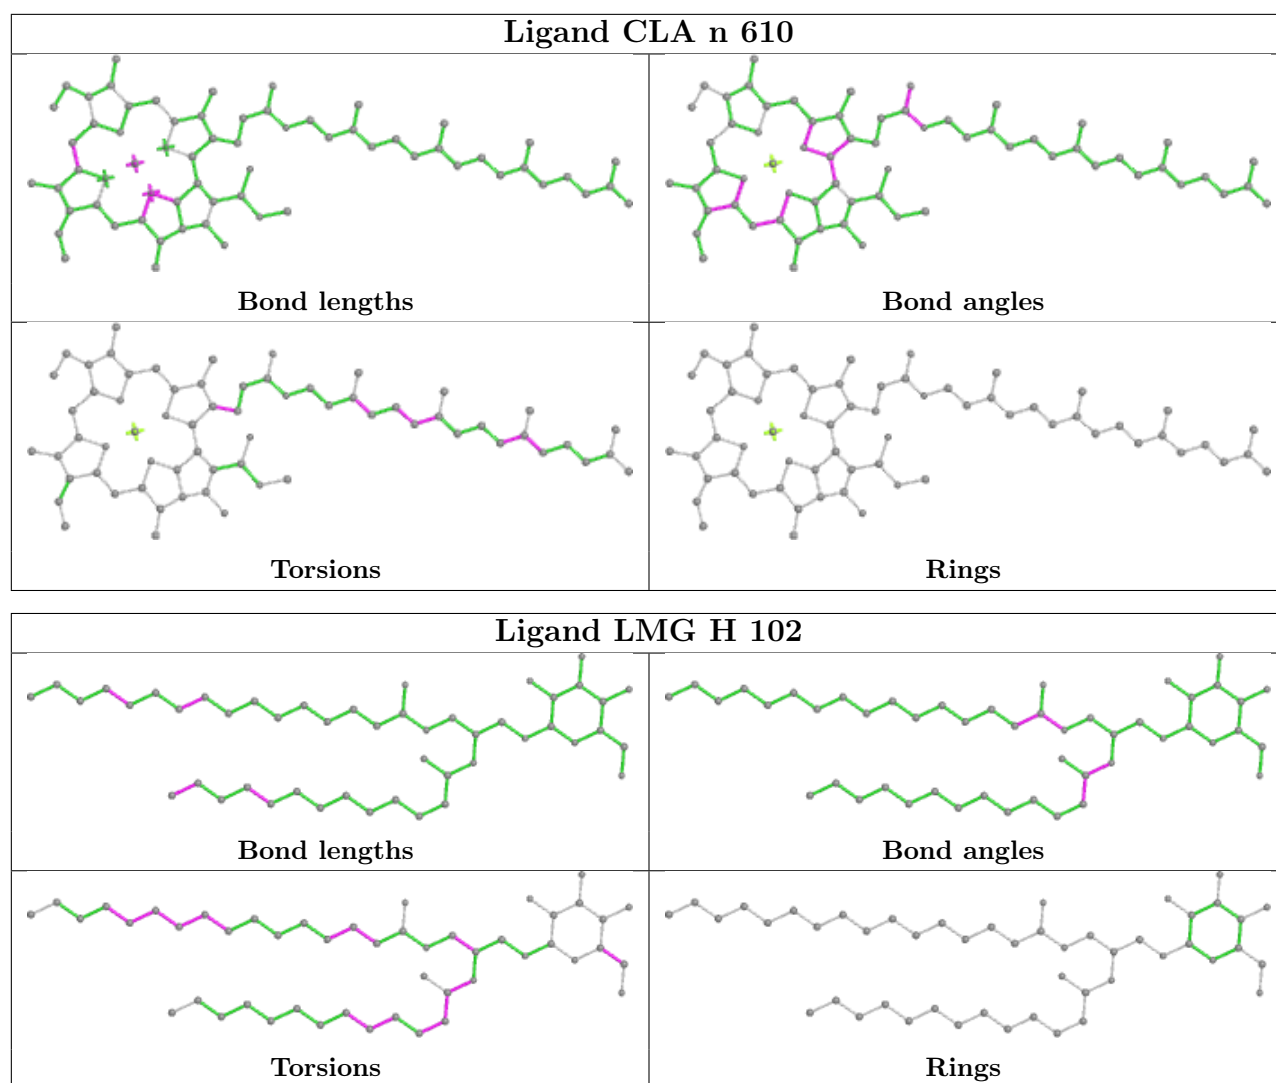 Ligand CLA n 610
Bond lengths
Bond angles
Torsions
Rings
Ligand LMG H 102
Bond lengths
Bond angles
Torsions
Rings